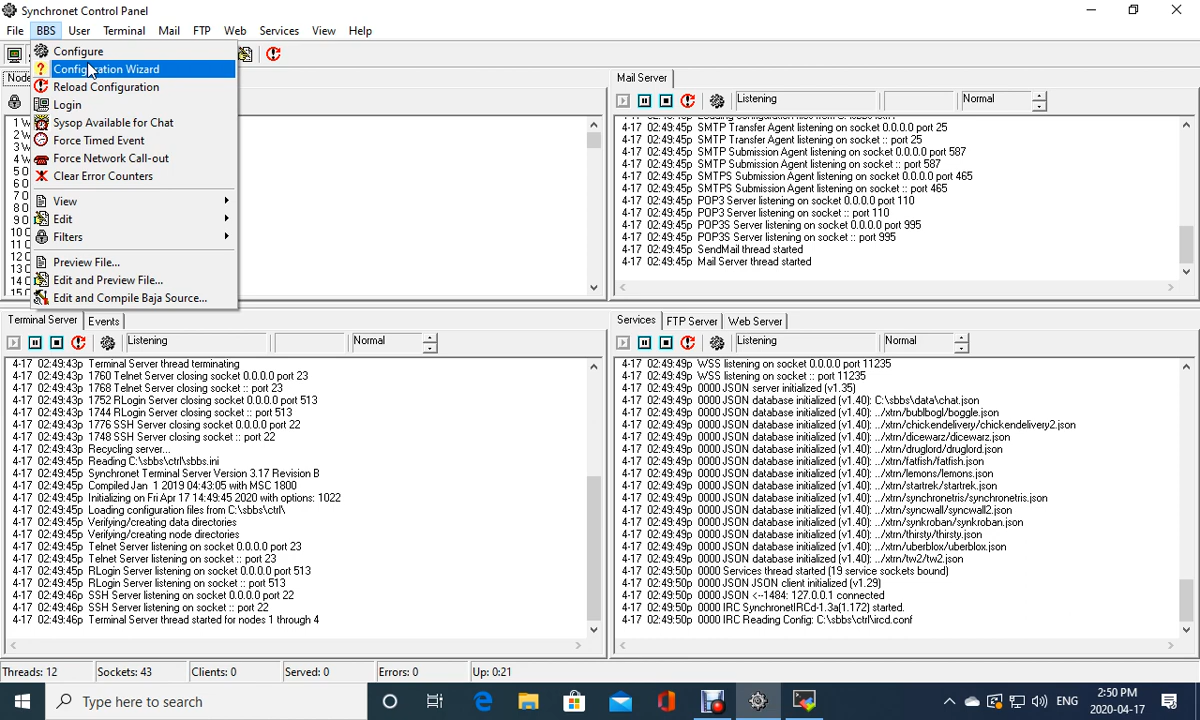 Synchronet Control Panel
File BBS User Terminal Mail FTP Web Services View Help
Configure
Configuration Wizard
Reload Configuration
Login
Sysop Available for Chat
Force Timed Event
Force Network Call-out
Clear Error Counters
View
Edit
Filters
Preview File...
Edit and Preview File...
Edit and Compile Baja Source...
Mail Server
Listening Normal
4-17 02:49:45p SMTP Transfer Agent listening on socket 0.0.0.0 port 25
4-17 02:49:45p SMTP Transfer Agent listening on socket :: port 25
4-17 02:49:45p SMTP Submission Agent listening on socket 0.0.0.0 port 587
4-17 02:49:45p SMTP Submission Agent listening on socket :: port 587
4-17 02:49:45p SMTPS Submission Agent listening on socket 0.0.0.0 port 465
4-17 02:49:45p SMTPS Submission Agent listening on socket :: port 465
4-17 02:49:45p POP3 Server listening on socket 0.0.0.0 port 110
4-17 02:49:45p POP3 Server listening on socket :: port 110
4-17 02:49:45p POP3S Server listening on socket 0.0.0.0 port 995
4-17 02:49:45p POP3S Server listening on socket :: port 995
4-17 02:49:45p SendMail thread started
4-17 02:49:45p Mail Server thread started
Terminal Server Events
Listening Normal
4-17 02:49:43p Terminal Server thread terminating
4-17 02:49:43p 1760 Telnet Server closing socket 0.0.0.0 port 23
4-17 02:49:43p 1768 Telnet Server closing socket :: port 23
4-17 02:49:43p 1752 RLogin Server closing socket 0.0.0.0 port 513
4-17 02:49:43p 1744 RLogin Server closing socket :: port 513
4-17 02:49:43p 1776 SSH Server closing socket 0.0.0.0 port 22
4-17 02:49:43p 1748 SSH Server closing socket :: port 22
4-17 02:49:43p Recycling server...
4-17 02:49:45p Reading C:\sbbs\ctrl\sbbs.ini
4-17 02:49:45p Synchronet Terminal Server Version 3.17 Revision B
4-17 02:49:45p Compiled Jan 1 2019 04:43:05 with MSC 1800
4-17 02:49:45p Initializing on Fri Apr 17 14:49:45 2020 with options: 1022
4-17 02:49:45p Loading configuration files from C:\sbbs\ctrl\
4-17 02:49:45p Verifying/creating data directories
4-17 02:49:45p Verifying/creating node directories
4-17 02:49:45p Telnet Server listening on socket 0.0.0.0 port 23
4-17 02:49:45p Telnet Server listening on socket :: port 23
4-17 02:49:45p RLogin Server listening on socket 0.0.0.0 port 513
4-17 02:49:45p RLogin Server listening on socket :: port 513
4-17 02:49:46p SSH Server listening on socket 0.0.0.0 port 22
4-17 02:49:46p SSH Server listening on socket :: port 22
4-17 02:49:46p Terminal Server thread started for nodes 1 through 4
Services FTP Server Web Server
Listening Normal
4-17 02:49:49p WSS listening on socket 0.0.0.0 port 11235
4-17 02:49:49p WSS listening on socket :: port 11235
4-17 02:49:49p 0000 JSON server initialized (v1.35)
4-17 02:49:49p 0000 JSON database initialized (v1.40): C:\sbbs\data\chat.json
4-17 02:49:49p 0000 JSON database initialized (v1.40): ../xtrn/bublbogl/boggle.json
4-17 02:49:49p 0000 JSON database initialized (v1.40): ../xtrn/chickendelivery/chickendelivery2.json
4-17 02:49:49p 0000 JSON database initialized (v1.40): ../xtrn/dicewarz/dicewarz.json
4-17 02:49:49p 0000 JSON database initialized (v1.40): ../xtrn/druglord/druglord.json
4-17 02:49:49p 0000 JSON database initialized (v1.40): ../xtrn/fatfish/fatfish.json
4-17 02:49:49p 0000 JSON database initialized (v1.40): ../xtrn/lemons/lemons.json
4-17 02:49:49p 0000 JSON database initialized (v1.40): ../xtrn/startrek/startrek.json
4-17 02:49:49p 0000 JSON database initialized (v1.40): ../xtrn/synchronetris/synchronetris.json
4-17 02:49:49p 0000 JSON database initialized (v1.40): ../xtrn/syncwall/syncwall2.json
4-17 02:49:49p 0000 JSON database initialized (v1.40): ../xtrn/synkroban/synkroban.json
4-17 02:49:49p 0000 JSON database initialized (v1.40): ../xtrn/thirsty/thirsty.json
4-17 02:49:49p 0000 JSON database initialized (v1.40): ../xtrn/uberblox/uberblox.json
4-17 02:49:49p 0000 JSON database initialized (v1.40): ../xtrn/tw2/tw2.json
4-17 02:49:50p 0000 Services thread started (19 service sockets bound)
4-17 02:49:50p 0000 JSON JSON client initialized (v1.29)
4-17 02:49:50p 0000 JSON <--1484: 127.0.0.1 connected
4-17 02:49:50p 0000 IRC SynchronetIRCd-1.3a(1.172) started.
4-17 02:49:50p 0000 IRC Reading Config: C:\sbbs\ctrl\ircd.conf
Threads: 12 Sockets: 43 Clients: 0 Served: 0 Errors: 0 Up: 0:21
Type here to search
ENG
2:50 PM
2020-04-17